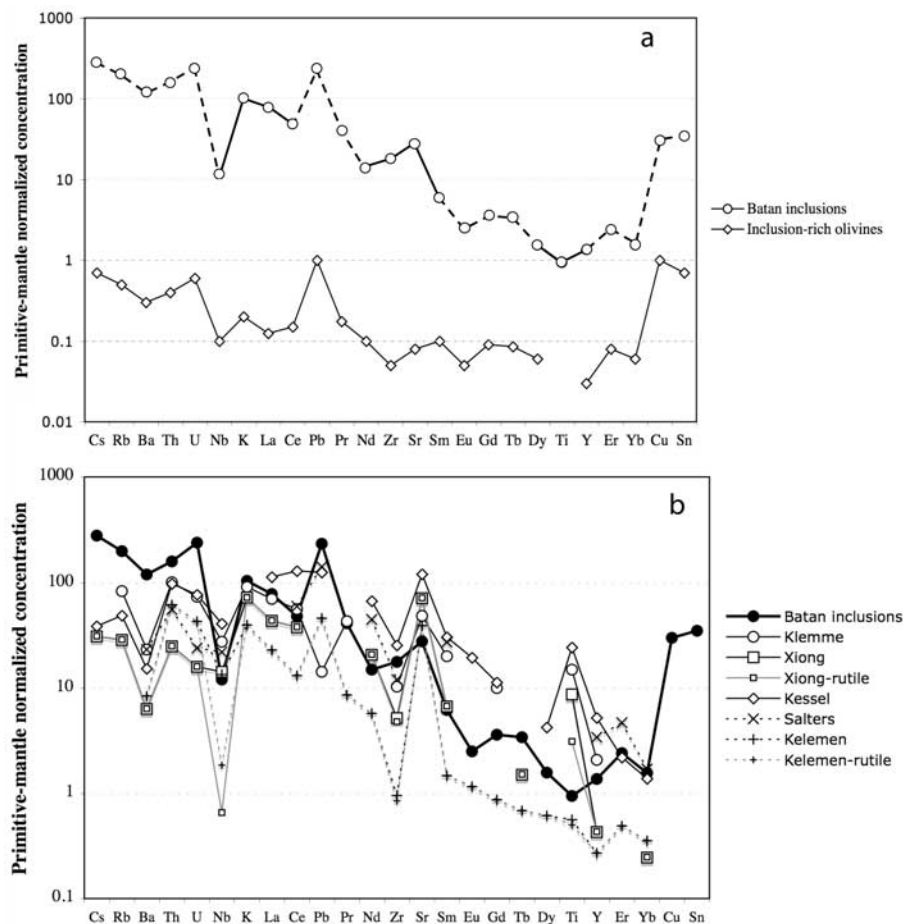 a
Primitive-mantle normalized concentration
1000
100
10
1
0.1
0.01
Cs Rb Ba Th U Nb K La Ce Pb Pr Nd Zr Sr Sm Eu Gd Tb Dy Ti Y Er Yb Cu Sn
Batan inclusions
Inclusion-rich olivines
b
Primitive-mantle normalized concentration
1000
100
10
1
0.1
Cs Rb Ba Th U Nb K La Ce Pb Pr Nd Zr Sr Sm Eu Gd Tb Dy Ti Y Er Yb Cu Sn
Batan inclusions
Klemme
Xiong
Xiong-rutile
Kessel
Salters
Kelemen
Kelemen-rutile